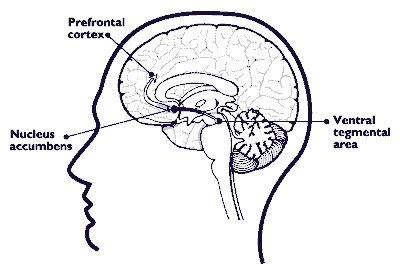 Prefrontal
cortex
Nucleus
accumbens
Ventral
tegmental
area